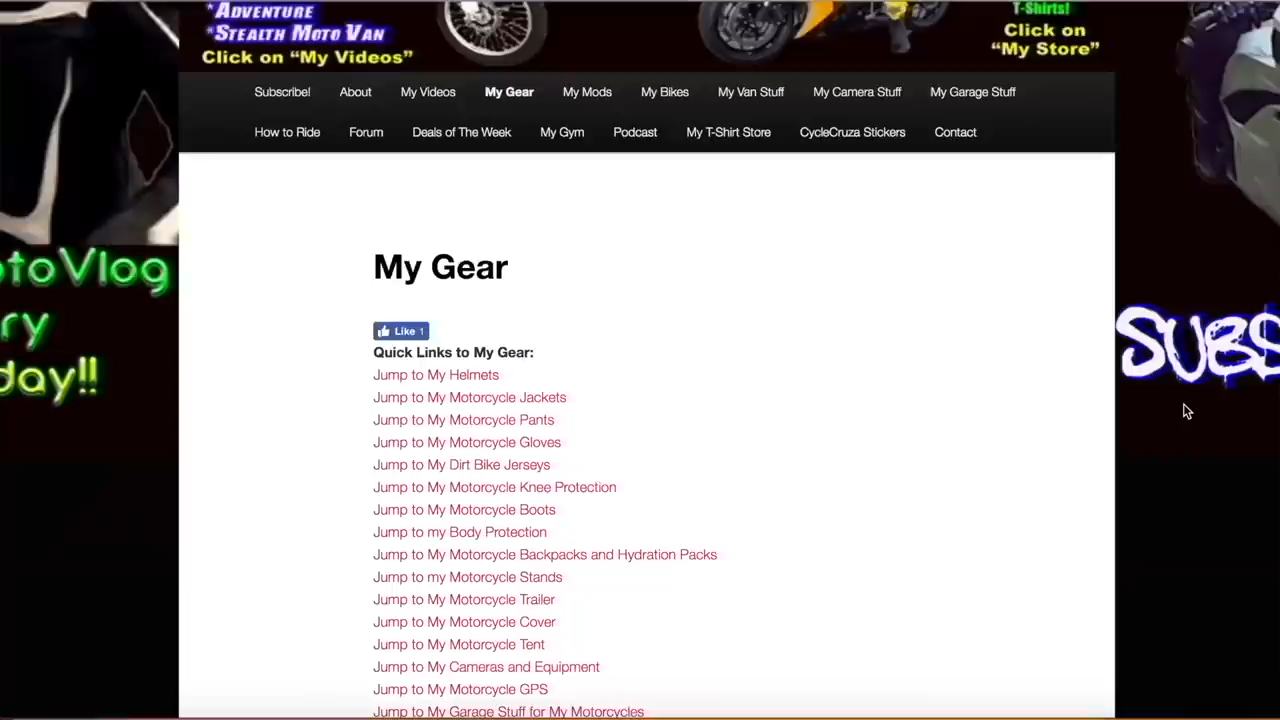 *ADVENTURE
*STEALTH MOTO VAN
Click on "My Videos"
T-Shirts!
Click on
"My Store"
Subscribe! About My Videos My Gear My Mods My Bikes My Van Stuff My Camera Stuff My Garage Stuff
How to Ride Forum Deals of The Week My Gym Podcast My T-Shirt Store CycleCruza Stickers Contact
otoVlog
ry
day!!
SUBS
My Gear
Like 1
Quick Links to My Gear:
Jump to My Helmets
Jump to My Motorcycle Jackets
Jump to My Motorcycle Pants
Jump to My Motorcycle Gloves
Jump to My Dirt Bike Jerseys
Jump to My Motorcycle Knee Protection
Jump to My Motorcycle Boots
Jump to my Body Protection
Jump to My Motorcycle Backpacks and Hydration Packs
Jump to my Motorcycle Stands
Jump to My Motorcycle Trailer
Jump to My Motorcycle Cover
Jump to My Motorcycle Tent
Jump to My Cameras and Equipment
Jump to My Motorcycle GPS
Jump to My Garage Stuff for My Motorcycles